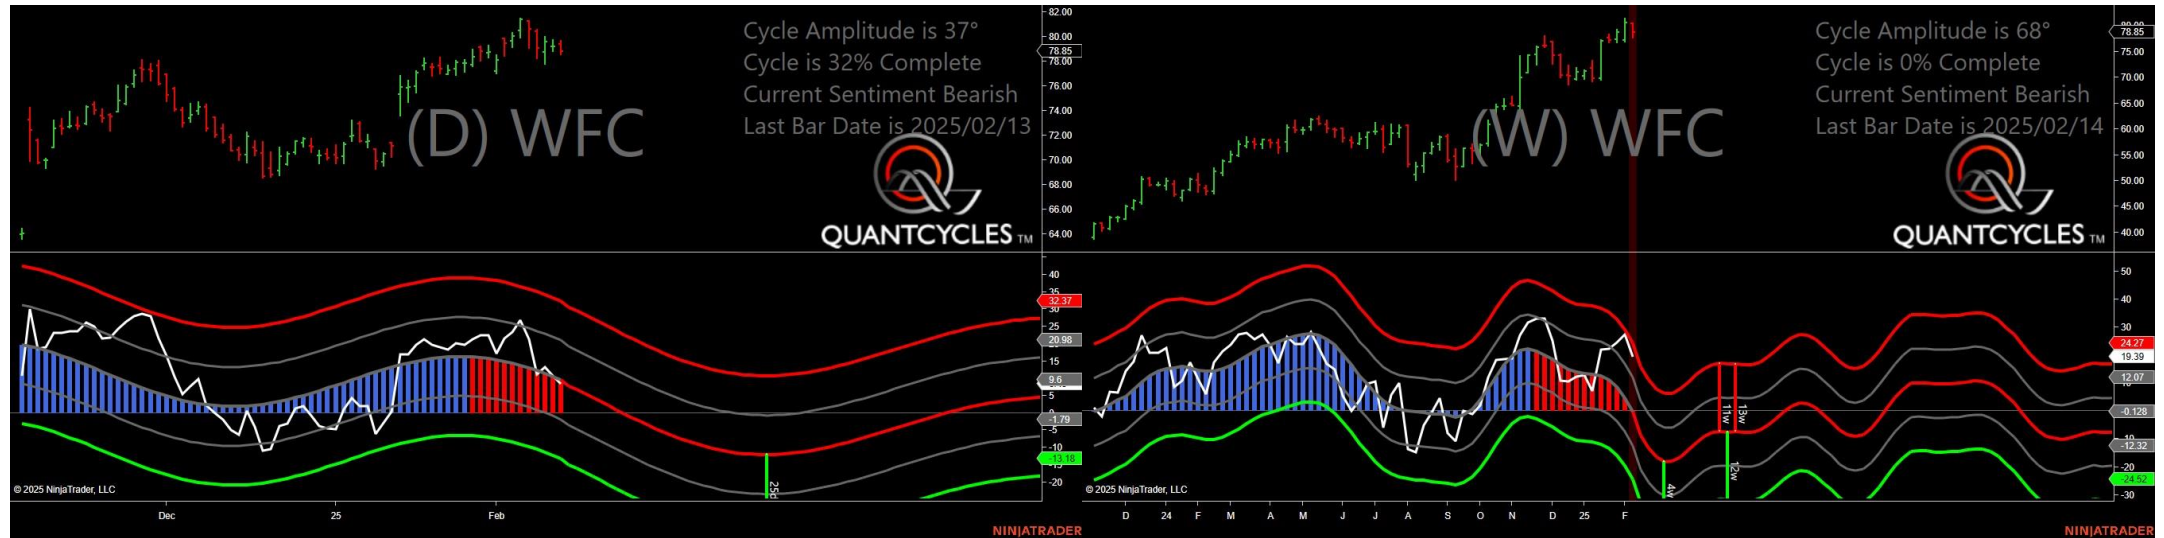 Cycle Amplitude is 37°
Cycle is 32% Complete
Current Sentiment Bearish
Last Bar Date is 2025/02/13
(D) WFC
QUANTCYCLES TM
82.00
80.00
78.85
78.00
76.00
74.00
72.00
70.00
68.00
66.00
64.00
40
35
32.37
30
25
20.98
15
9.6
5
-1.79
-5
-10
-13.18
-20
25d
© 2025 NinjaTrader, LLC
Dec 25 Feb
NINJATRADER
Cycle Amplitude is 68°
Cycle is 0% Complete
Current Sentiment Bearish
Last Bar Date is 2025/02/14
(W) WFC
QUANTCYCLES TM
80.00
78.85
75.00
70.00
65.00
60.00
55.00
50.00
45.00
40.00
50
40
30
24.27
19.39
12.07
-0.128
-12.32
-20
-24.52
-30
11w
13w
12w
4w
© 2025 NinjaTrader, LLC
D 24 F M A M J J A S O N D 25 F
NINJATRADER